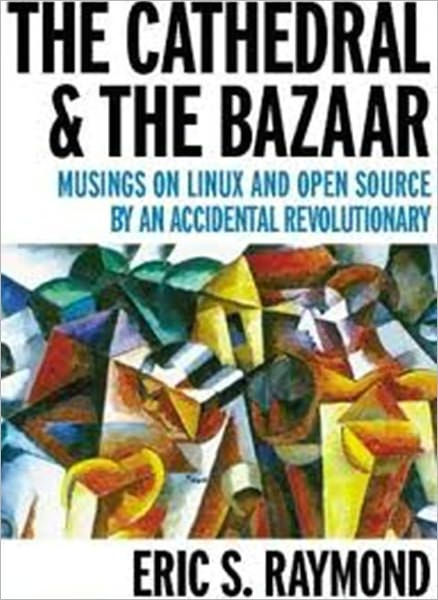 THE CATHEDRAL
& THE BAZAAR
MUSINGS ON LINUX AND OPEN SOURCE
BY AN ACCIDENTAL REVOLUTIONARY
ERIC S. RAYMOND